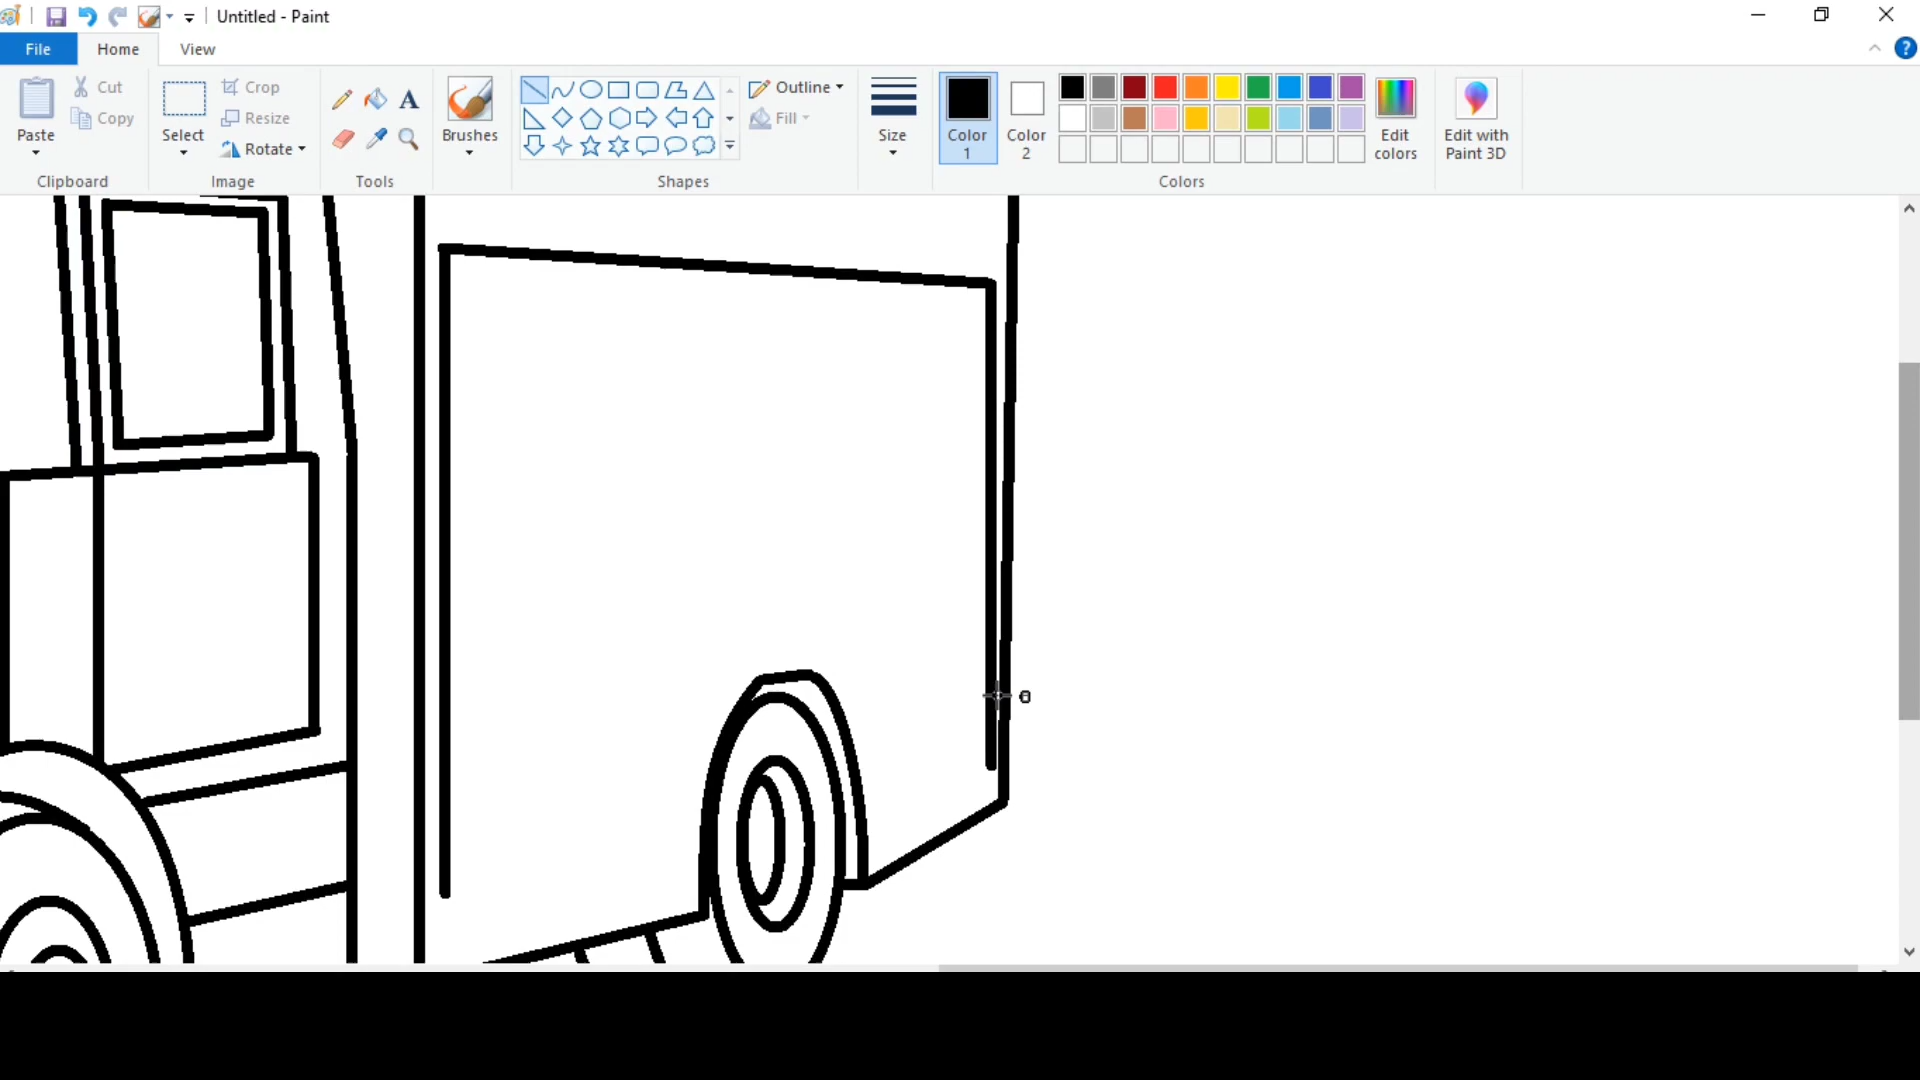 Untitled - Paint
File Home View
Paste
Cut
Copy
Clipboard
Select
Crop
Resize
Rotate
Image
A
Tools
Brushes
Outline
Fill
Shapes
Size
Color
1
Color
2
Edit
colors
Colors
Edit with
Paint 3D
?